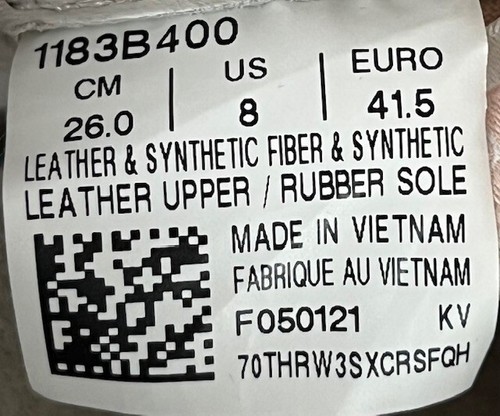 1183B400
CM | US | EURO
26.0 | 8 | 41.5
LEATHER & SYNTHETIC FIBER & SYNTHETIC
LEATHER UPPER / RUBBER SOLE
MADE IN VIETNAM
FABRIQUE AU VIETNAM
F050121 KV
70THRW3SXCRSFQH